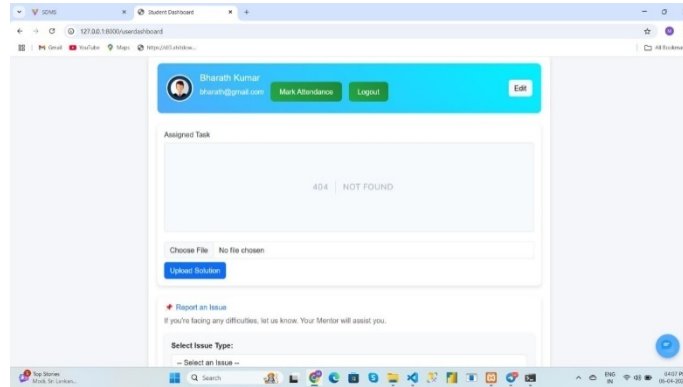 SDMS
Student Dashboard
127.0.0.1:8000/userdashboard
Gmail
YouTube
Maps
All Bookmar
Bharath Kumar
bharath@gmail.com
Mark Attendance
Logout
Edit
Assigned Task
404 | NOT FOUND
Choose File No file chosen
Upload Solution
📌 Report an Issue
If you're facing any difficulties, let us know. Your Mentor will assist you.
Select Issue Type:
-- Select an Issue --
Top Stories
Search
ENG
IN